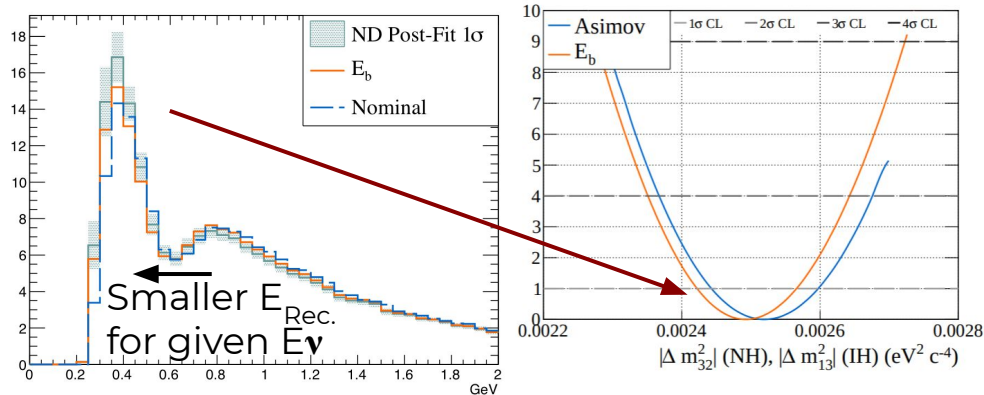 ND Post-Fit 1σ
E_b
Nominal
18
16
14
12
10
8
6
4
2
0
0 0.2 0.4 0.6 0.8 1 1.2 1.4 1.6 1.8 2
GeV
Smaller E_Rec.
for given Eν
Asimov
E_b
1σ CL 2σ CL 3σ CL 4σ CL
10
9
8
7
6
5
4
3
2
1
0
0.0022 0.0024 0.0026 0.0028
|Δ m²₃₂| (NH), |Δ m²₁₃| (IH) (eV² c⁻⁴)